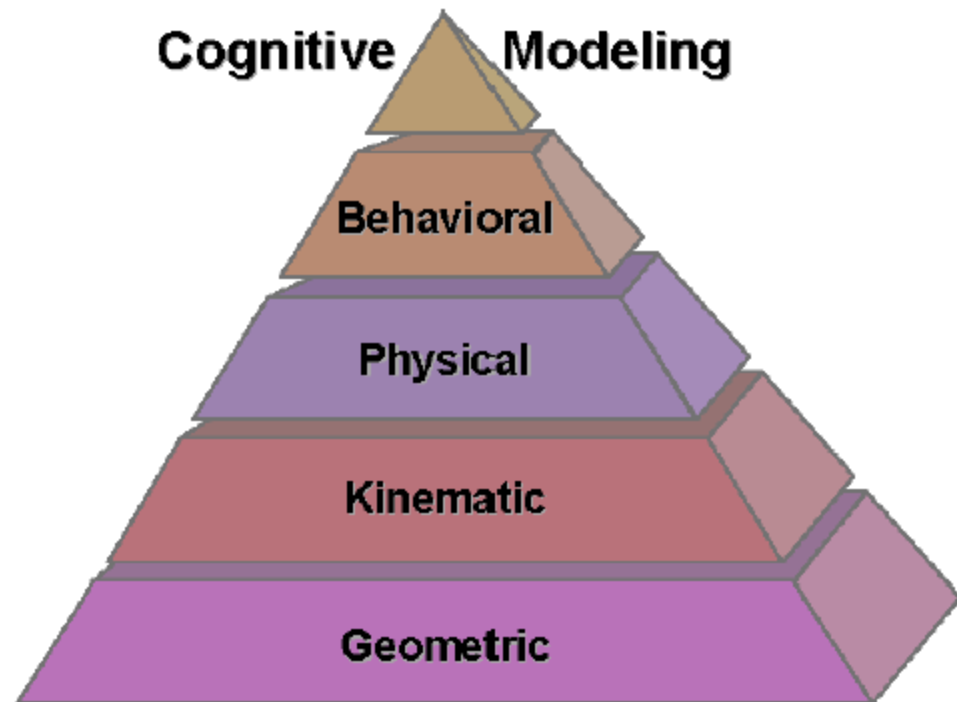 Cognitive Modeling
Behavioral
Physical
Kinematic
Geometric